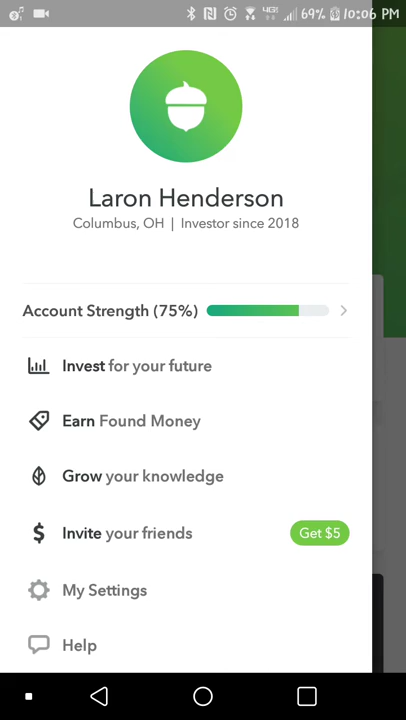 4G 69% 10:06 PM
Laron Henderson
Columbus, OH | Investor since 2018
Account Strength (75%)
Invest for your future
Earn Found Money
Grow your knowledge
Invite your friends Get $5
My Settings
Help